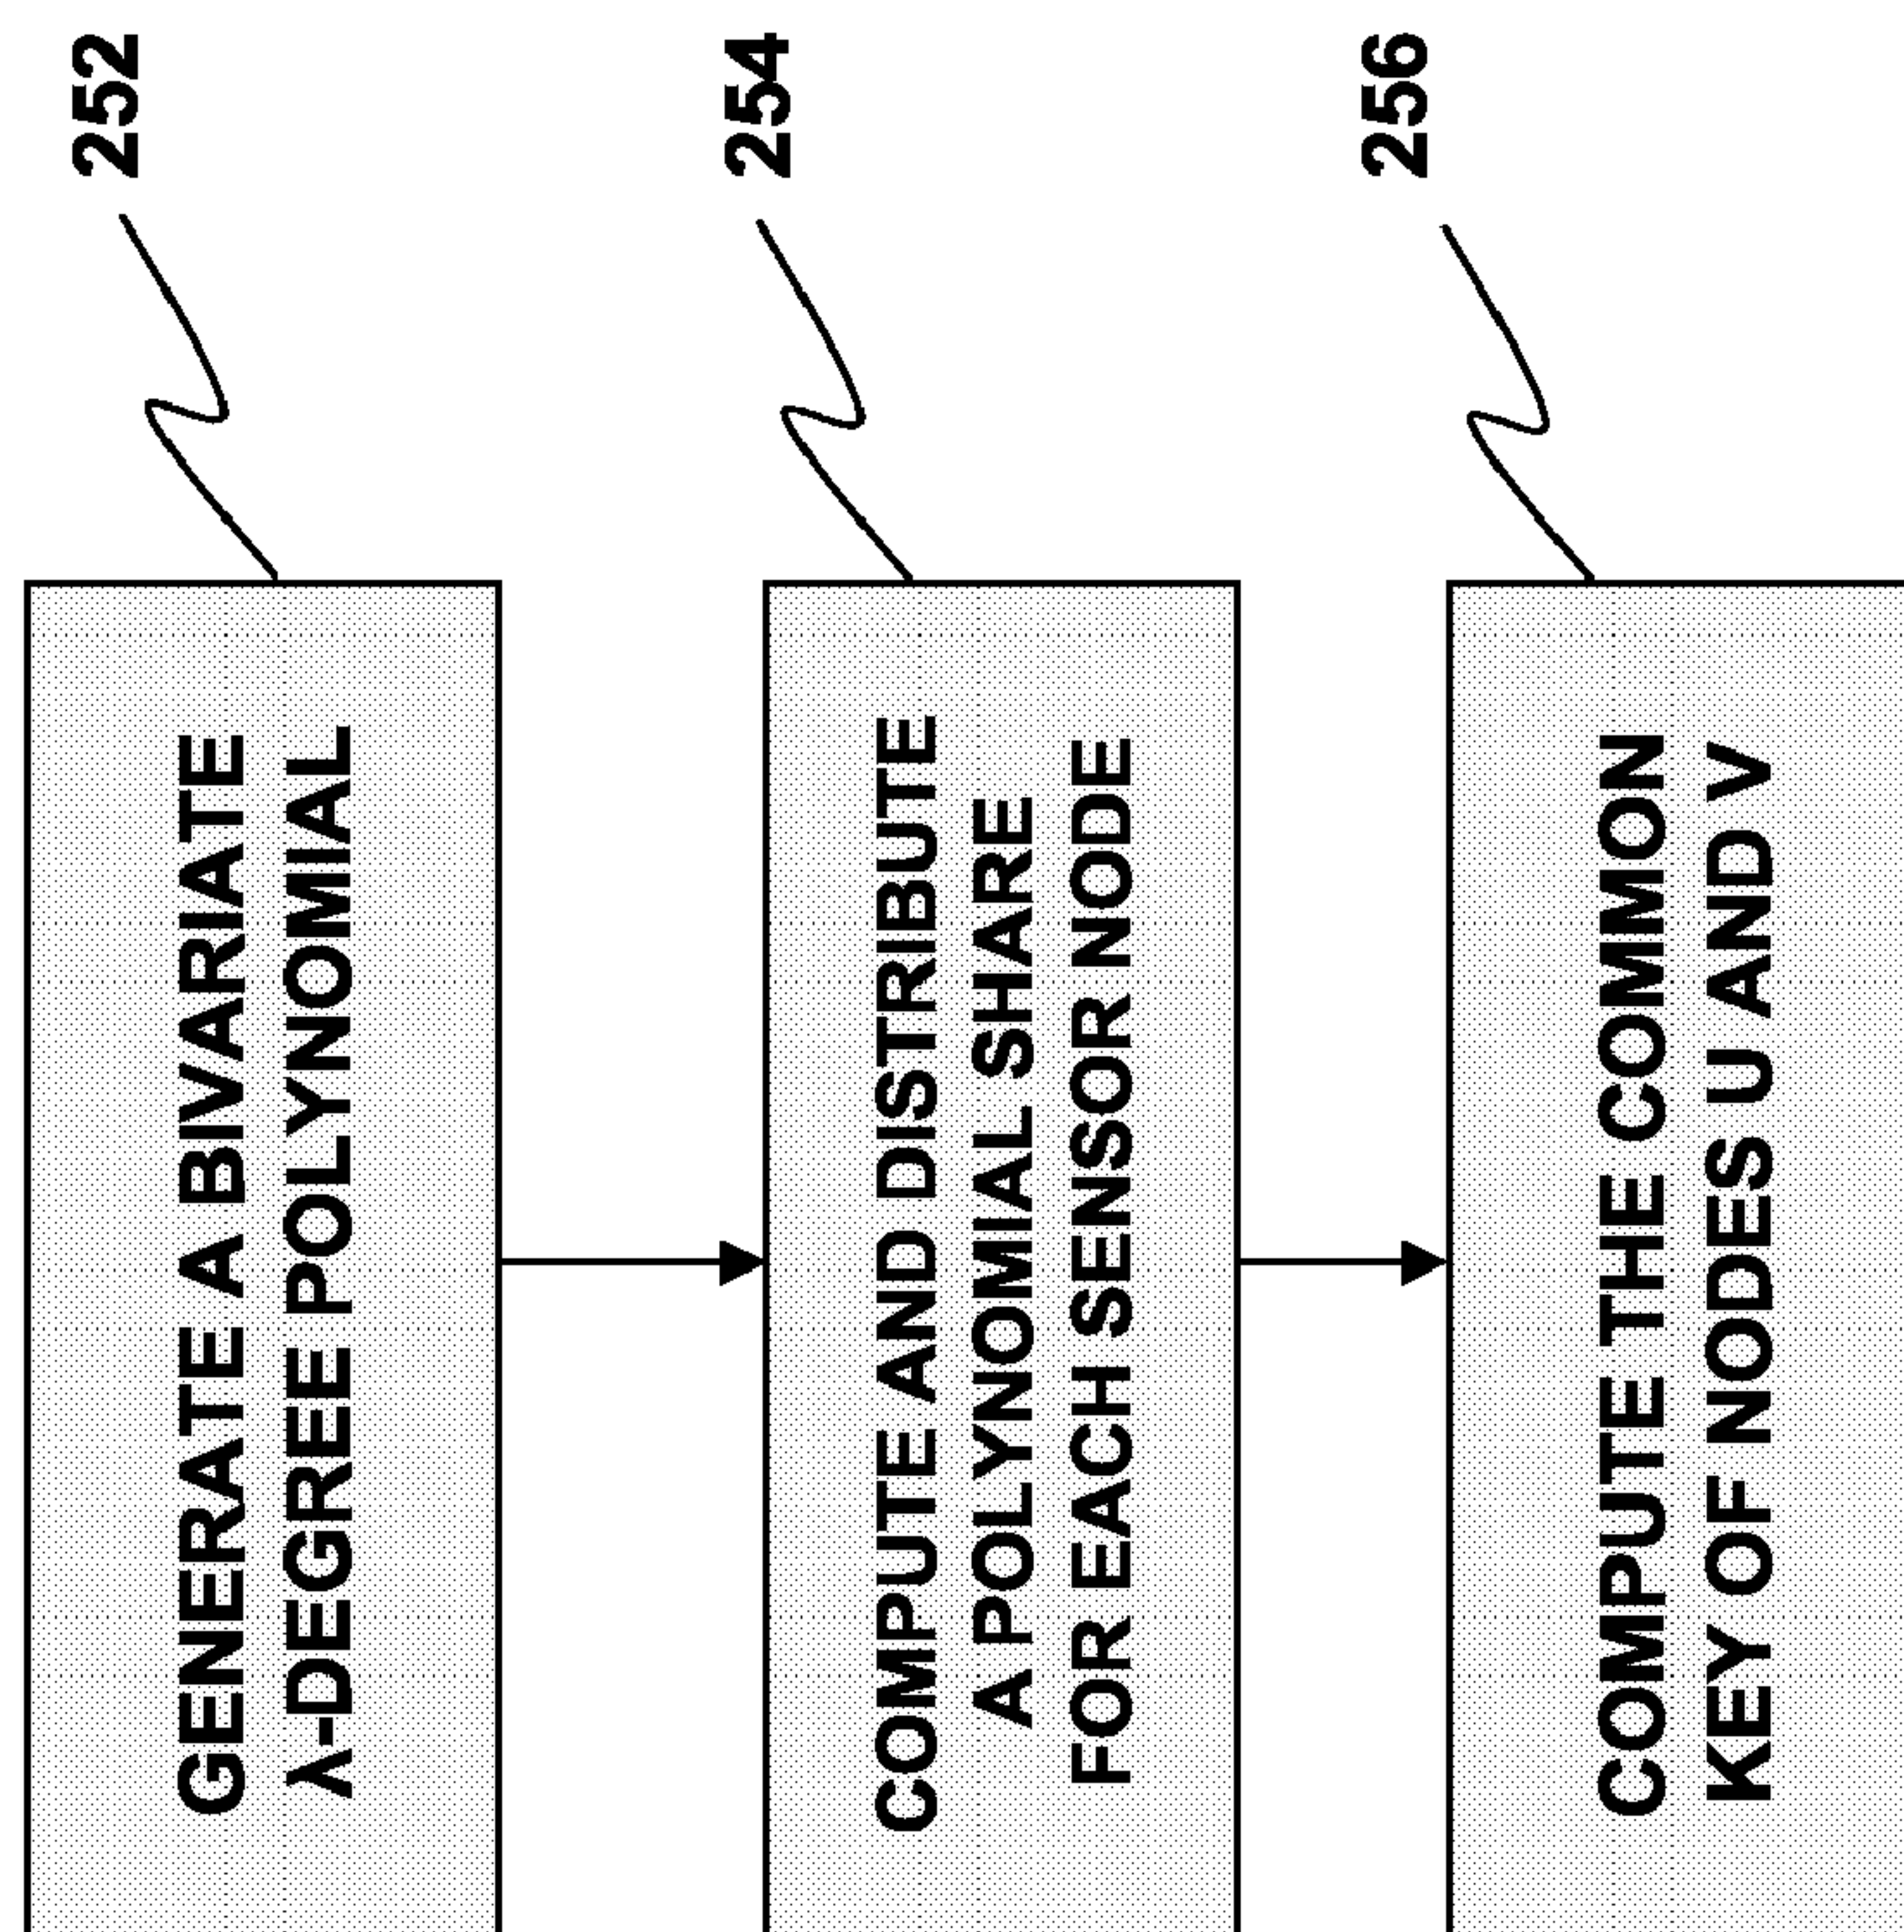 GENERATE A BIVARIATE
λ-DEGREE POLYNOMIAL
252
COMPUTE AND DISTRIBUTE
A POLYNOMIAL SHARE
FOR EACH SENSOR NODE
254
COMPUTE THE COMMON
KEY OF NODES U AND V
256